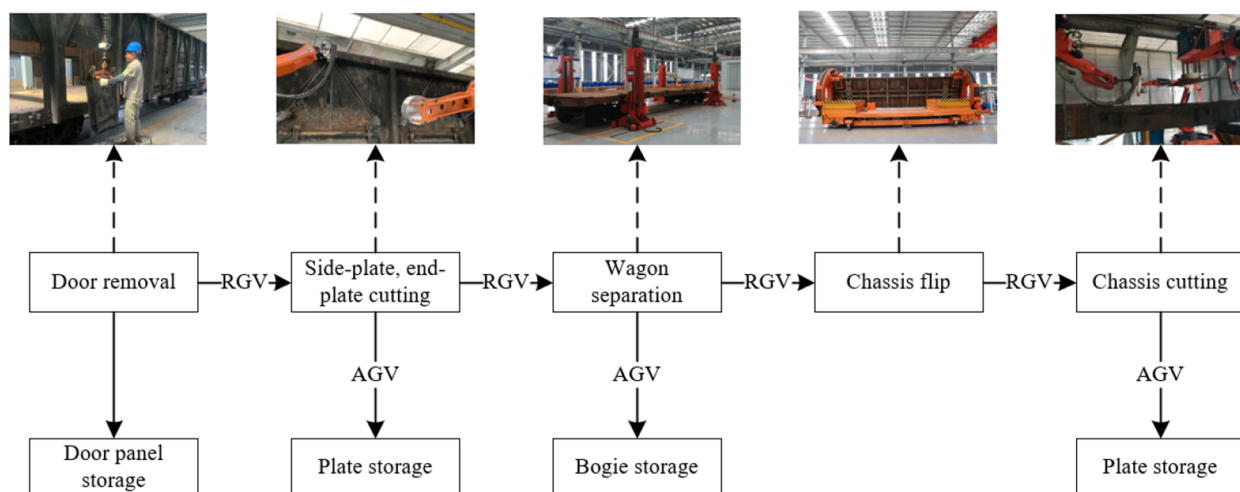 Door removal
RGV
Side-plate, end-
plate cutting
RGV
Wagon
separation
RGV
Chassis flip
RGV
Chassis cutting
AGV
AGV
AGV
Door panel
storage
Plate storage
Bogie storage
Plate storage